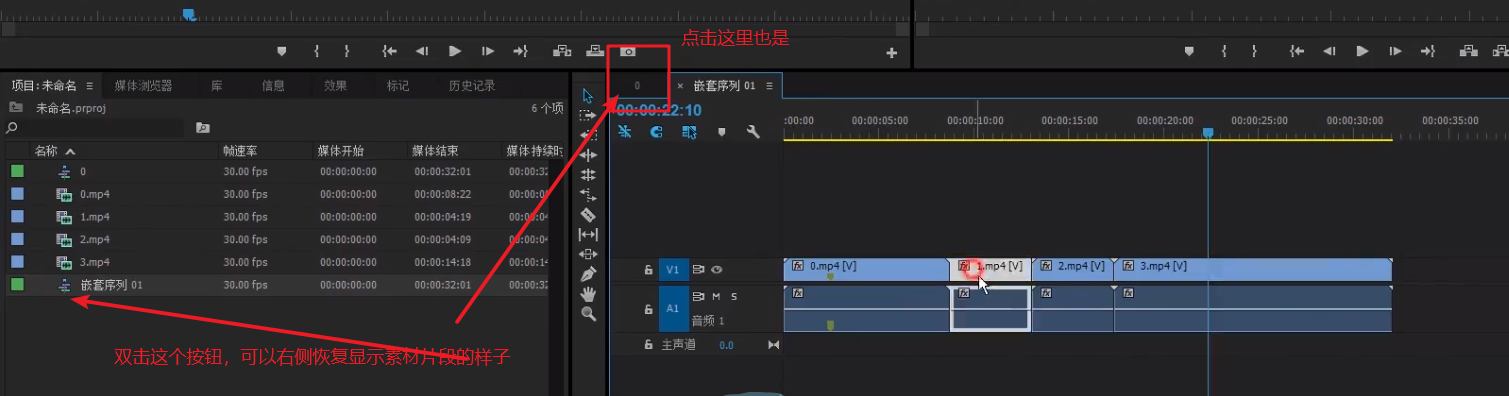 点击这里也是
项目:未命名
媒体浏览器
库
信息
效果
标记
历史记录
未命名.prproj
6 个项
名称
帧速率
媒体开始
媒体结束
媒体持续时
0
30.00 fps
00:00:00:00
00:00:32:01
00:00:32
0.mp4
30.00 fps
00:00:00:00
00:00:08:22
1.mp4
30.00 fps
00:00:00:00
00:00:04:19
00:00:04
2.mp4
30.00 fps
00:00:00:00
00:00:04:09
00:00:04
3.mp4
30.00 fps
00:00:00:00
00:00:14:18
00:00:14
嵌套序列 01
30.00 fps
00:00:00:00
00:00:32:01
00:00:32
双击这个按钮，可以右侧恢复显示素材片段的样子
0
× 嵌套序列 01
00:00:22:10
:00:00
00:00:05:00
00:00:10:00
00:00:15:00
00:00:20:00
00:00:25:00
00:00:30:00
00:00:35:00
V1
fx 0.mp4 [V]
fx 1.mp4 [V]
fx 2.mp4 [V]
fx 3.mp4 [V]
A1
M S
音频 1
fx
fx
fx
fx
主声道
0.0